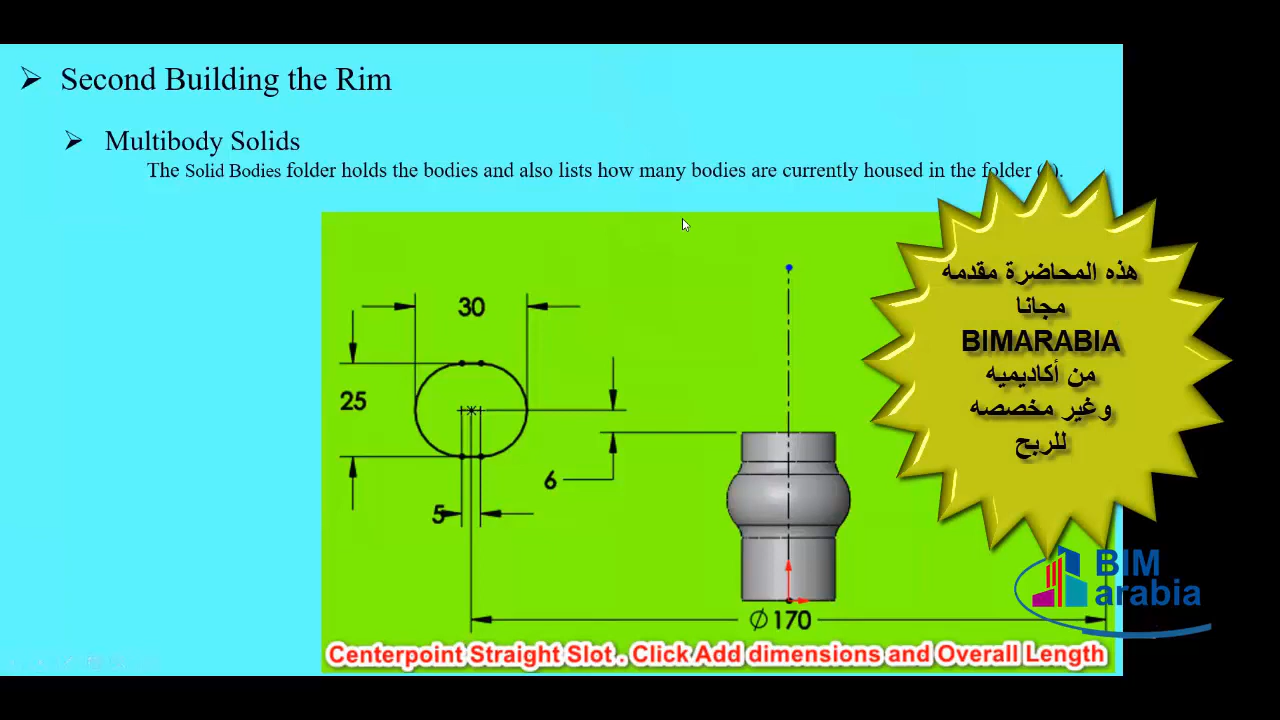 Second Building the Rim
Multibody Solids
The Solid Bodies folder holds the bodies and also lists how many bodies are currently housed in the folder
30
25
6
5
∅170
Centerpoint Straight Slot . Click Add dimensions and Overall Length
هذه المحاضرة مقدمه
مجانا
BIMARABIA
من أكاديميه
وغير مخصصه
للربح
BIM
arabia